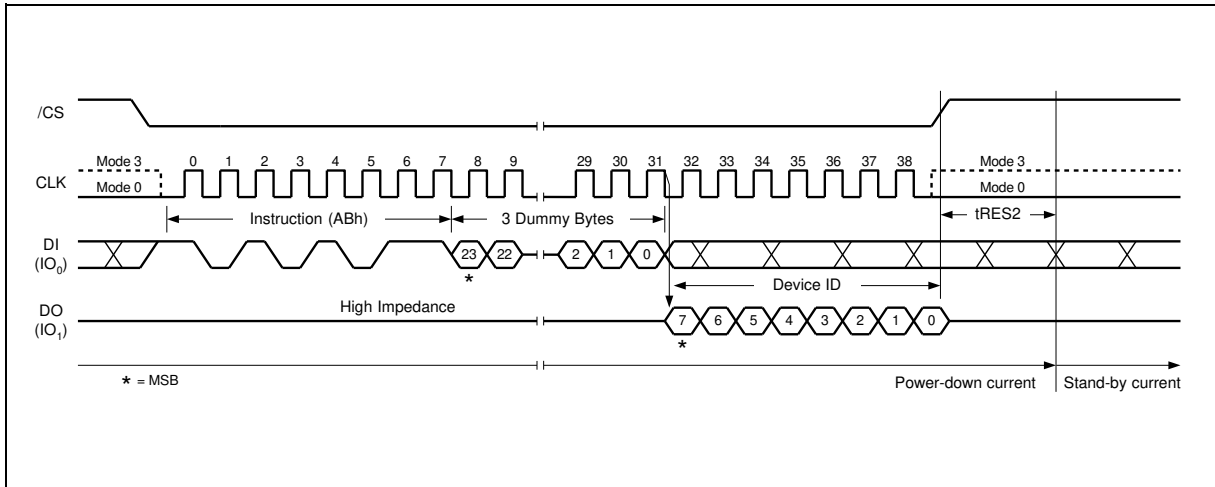 /CS
Mode 3 0 1 2 3 4 5 6 7 8 9 29 30 31 32 33 34 35 36 37 38 Mode 3
CLK Mode 0 Mode 0
Instruction (ABh) 3 Dummy Bytes tRES2
DI
(IO0) 23 22 2 1 0
*
Device ID
High Impedance
DO
(IO1) 7 6 5 4 3 2 1 0
*
* = MSB Power-down current Stand-by current